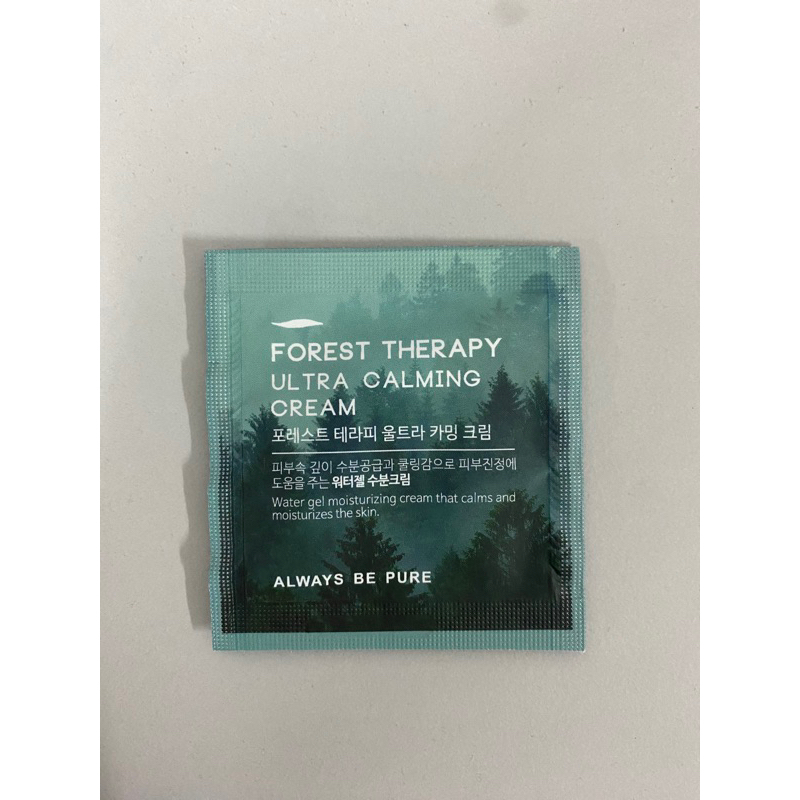 FOREST THERAPY
ULTRA CALMING
CREAM
포레스트 테라피 울트라 카밍 크림
피부속 깊이 수분공급과 쿨링감으로 피부진정에
도움을 주는 워터젤 수분크림
Water gel moisturizing cream that calms and
moisturizes the skin.
ALWAYS BE PURE